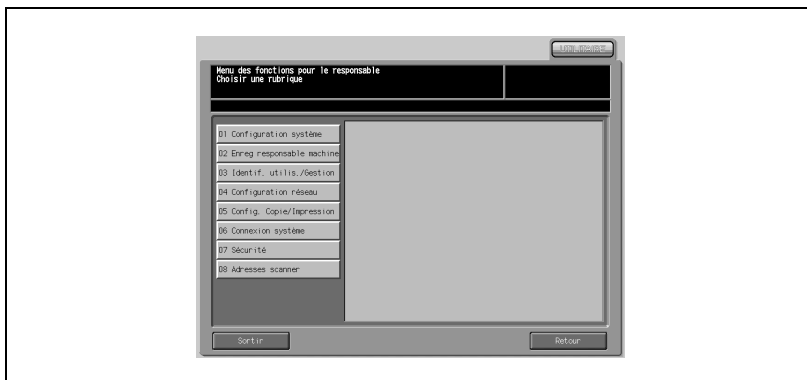 Menu des fonctions pour le responsable
Choisir une rubrique
01 Configuration système
02 Enreg responsable machine
03 Identif. utilis./Gestion
04 Configuration réseau
05 Config. Copie/Impression
06 Connexion système
07 Sécurité
08 Adresses scanner
Sortir
Retour